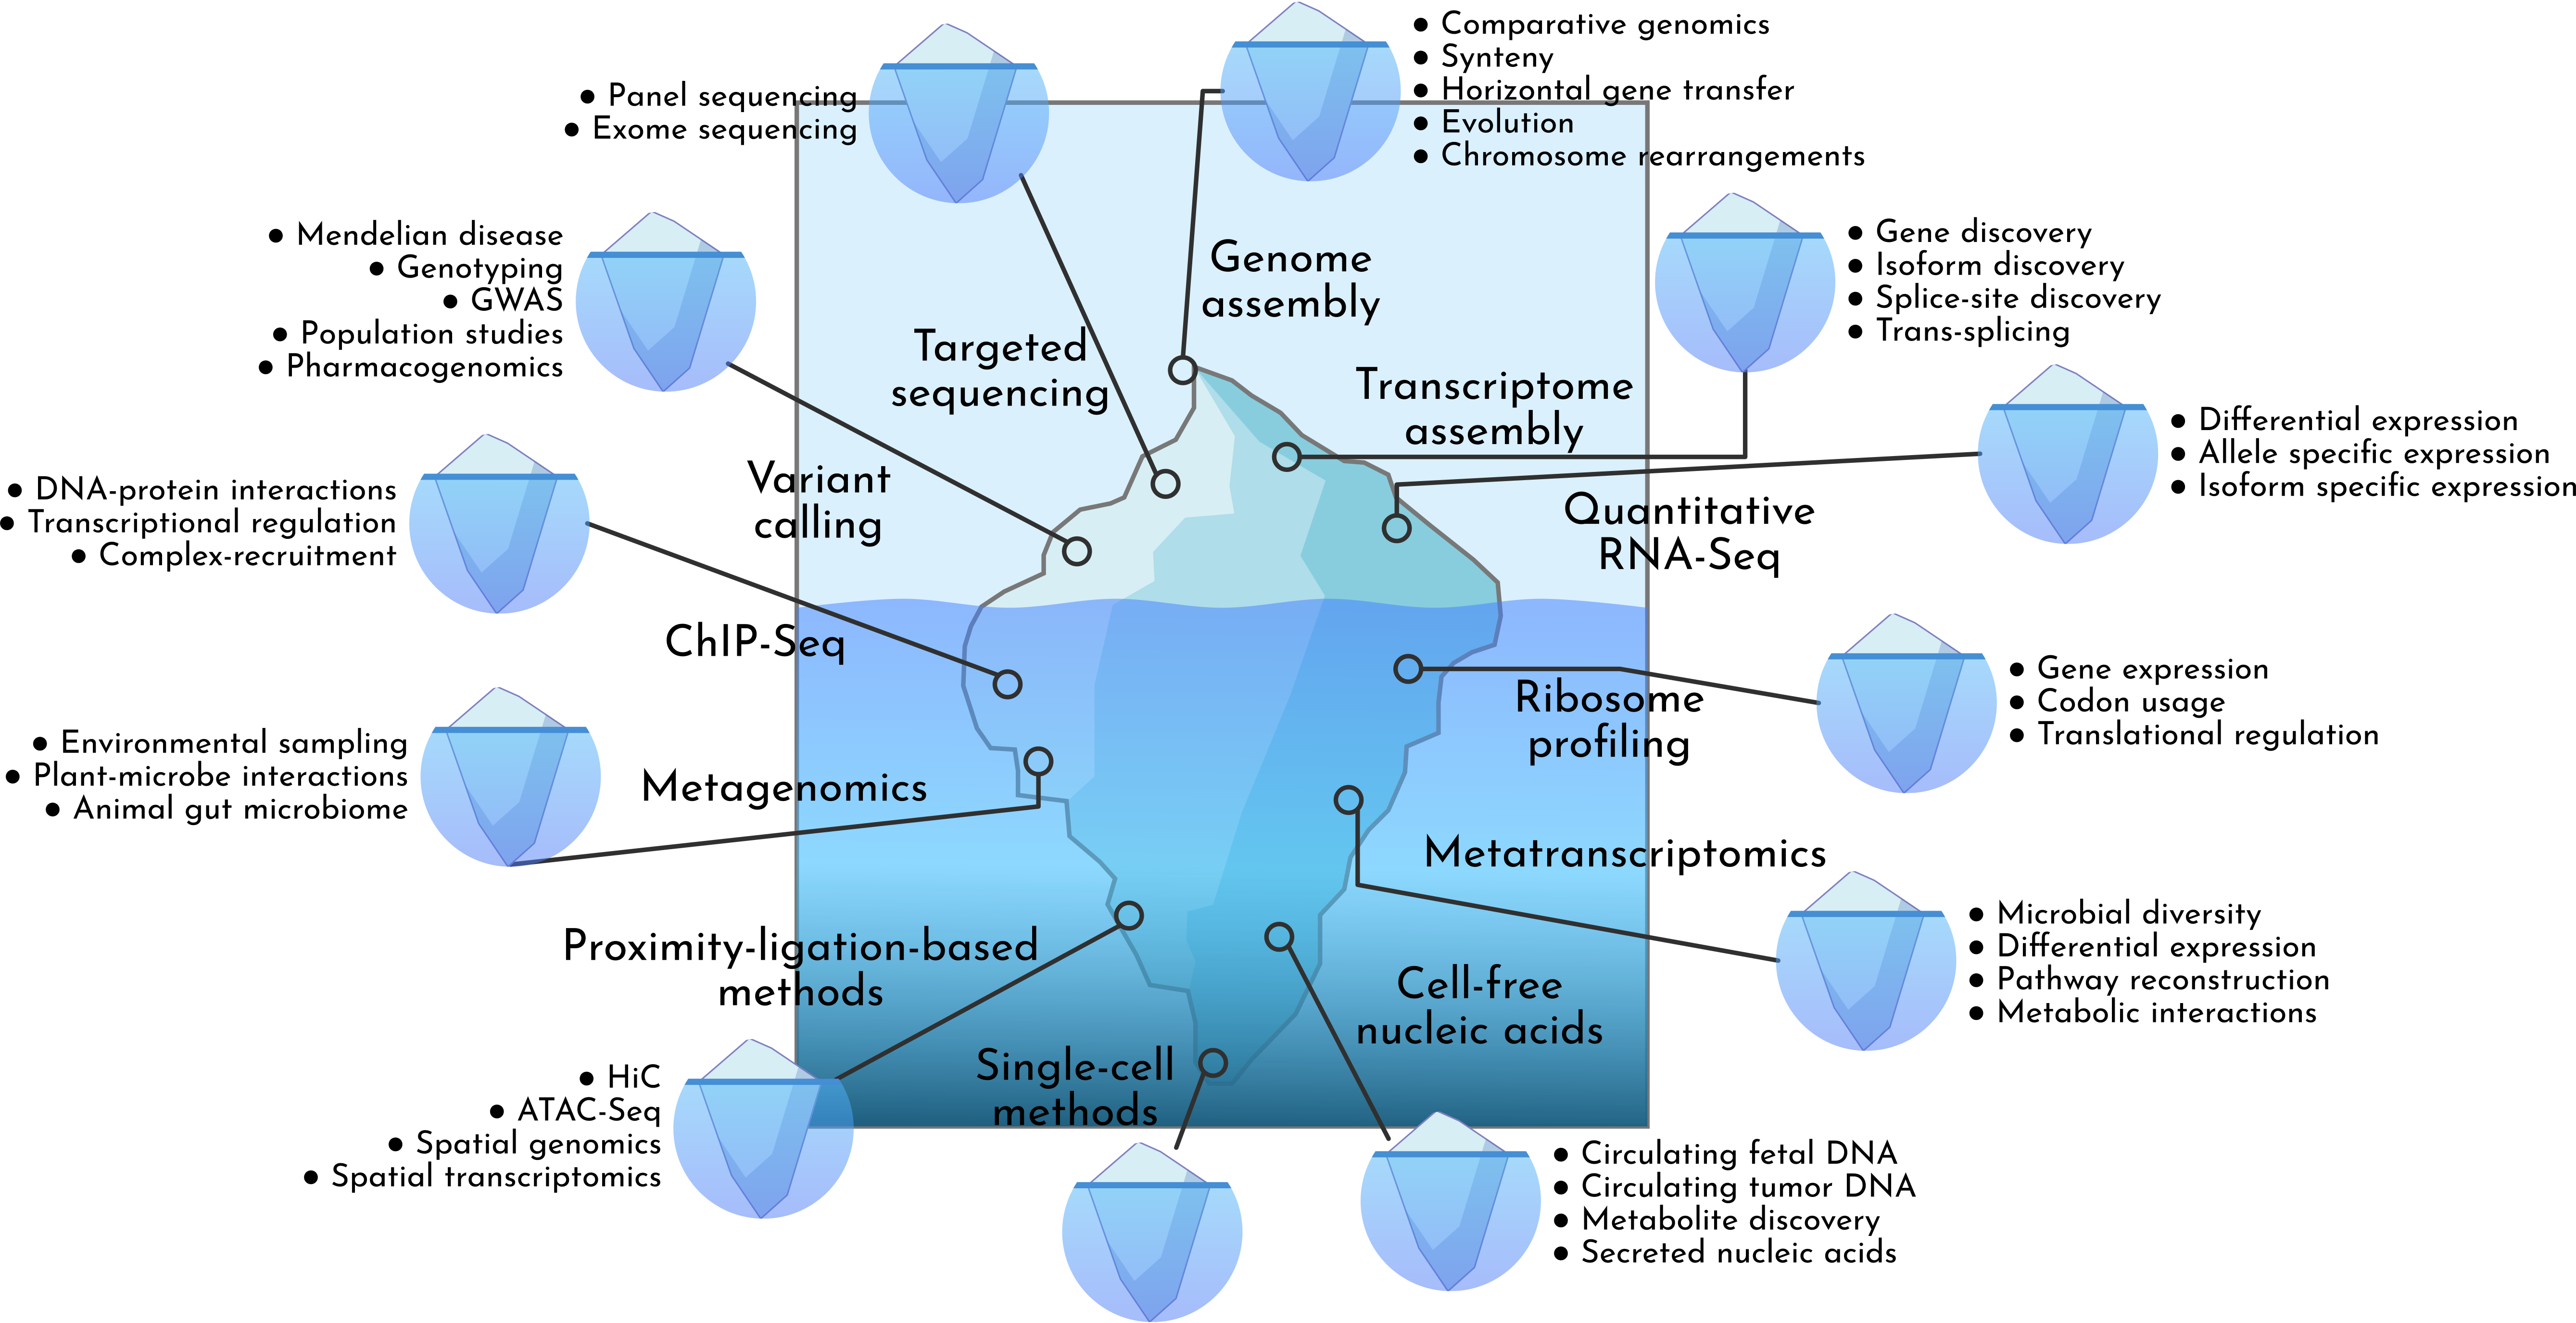 ● Panel sequencing
● Exome sequencing
● Comparative genomics
● Synteny
● Horizontal gene transfer
● Evolution
● Chromosome rearrangements
● Mendelian disease
● Genotyping
● GWAS
● Population studies
● Pharmacogenomics
● Gene discovery
● Isoform discovery
● Splice-site discovery
● Trans-splicing
Genome
assembly
Targeted
sequencing
Transcriptome
assembly
● Differential expression
● Allele specific expression
● Isoform specific expression
● DNA-protein interactions
● Transcriptional regulation
● Complex-recruitment
Variant
calling
Quantitative
RNA-Seq
ChIP-Seq
Ribosome
profiling
● Gene expression
● Codon usage
● Translational regulation
● Environmental sampling
● Plant-microbe interactions
● Animal gut microbiome
Metagenomics
Metatranscriptomics
● Microbial diversity
● Differential expression
● Pathway reconstruction
● Metabolic interactions
Proximity-ligation-based
methods
Cell-free
nucleic acids
Single-cell
methods
● HiC
● ATAC-Seq
● Spatial genomics
● Spatial transcriptomics
● Circulating fetal DNA
● Circulating tumor DNA
● Metabolite discovery
● Secreted nucleic acids